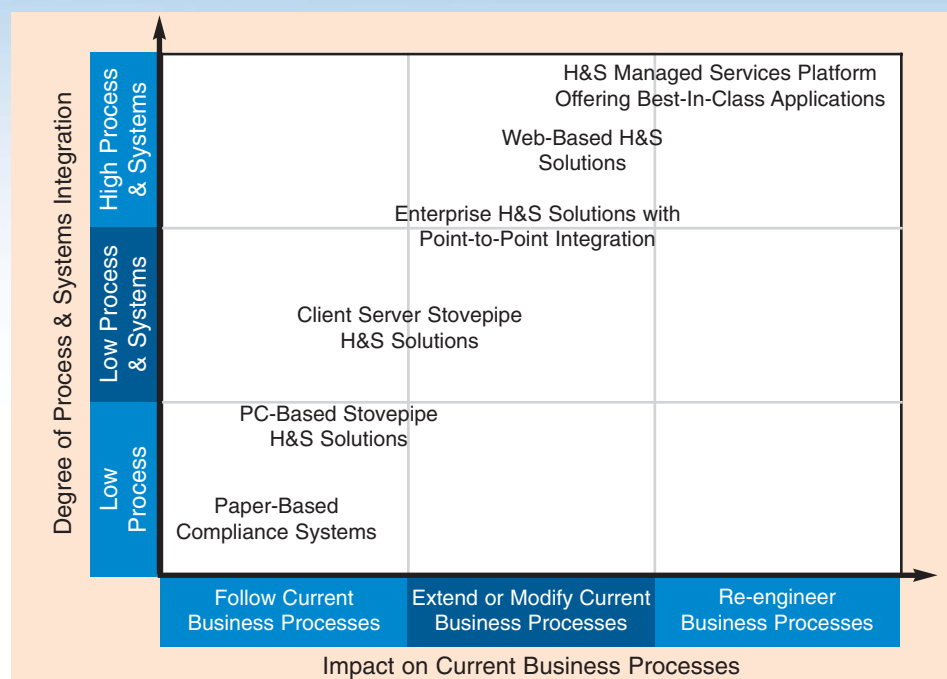 Degree of Process & Systems Integration
High Process
& Systems
Low Process
& Systems
Low
Process
H&S Managed Services Platform
Offering Best-In-Class Applications
Web-Based H&S
Solutions
Enterprise H&S Solutions with
Point-to-Point Integration
Client Server Stovepipe
H&S Solutions
PC-Based Stovepipe
H&S Solutions
Paper-Based
Compliance Systems
Follow Current
Business Processes
Extend or Modify Current
Business Processes
Re-engineer
Business Processes
Impact on Current Business Processes